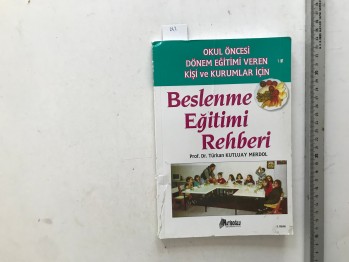 OKUL ÖNCESİ
DÖNEM EĞİTİMİ VEREN
KİŞİ ve KURUMLAR İÇİN
Beslenme
Eğitimi
Rehberi
Prof. Dr. Türkan KUTLUAY MERDOL